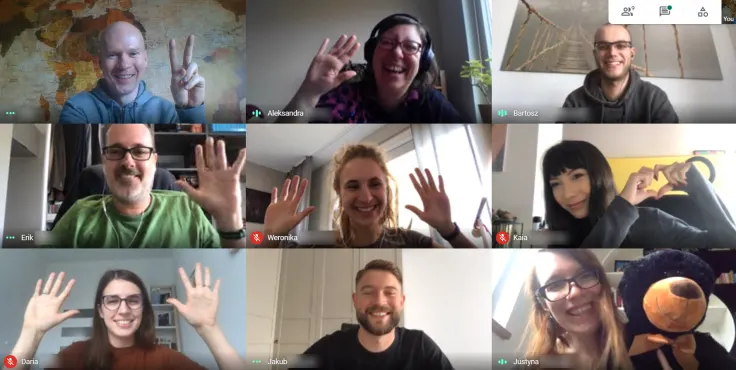 You
Aleksandra
Bartosz
Erik
Weronika
Kaia
Daria
Jakub
Justyna